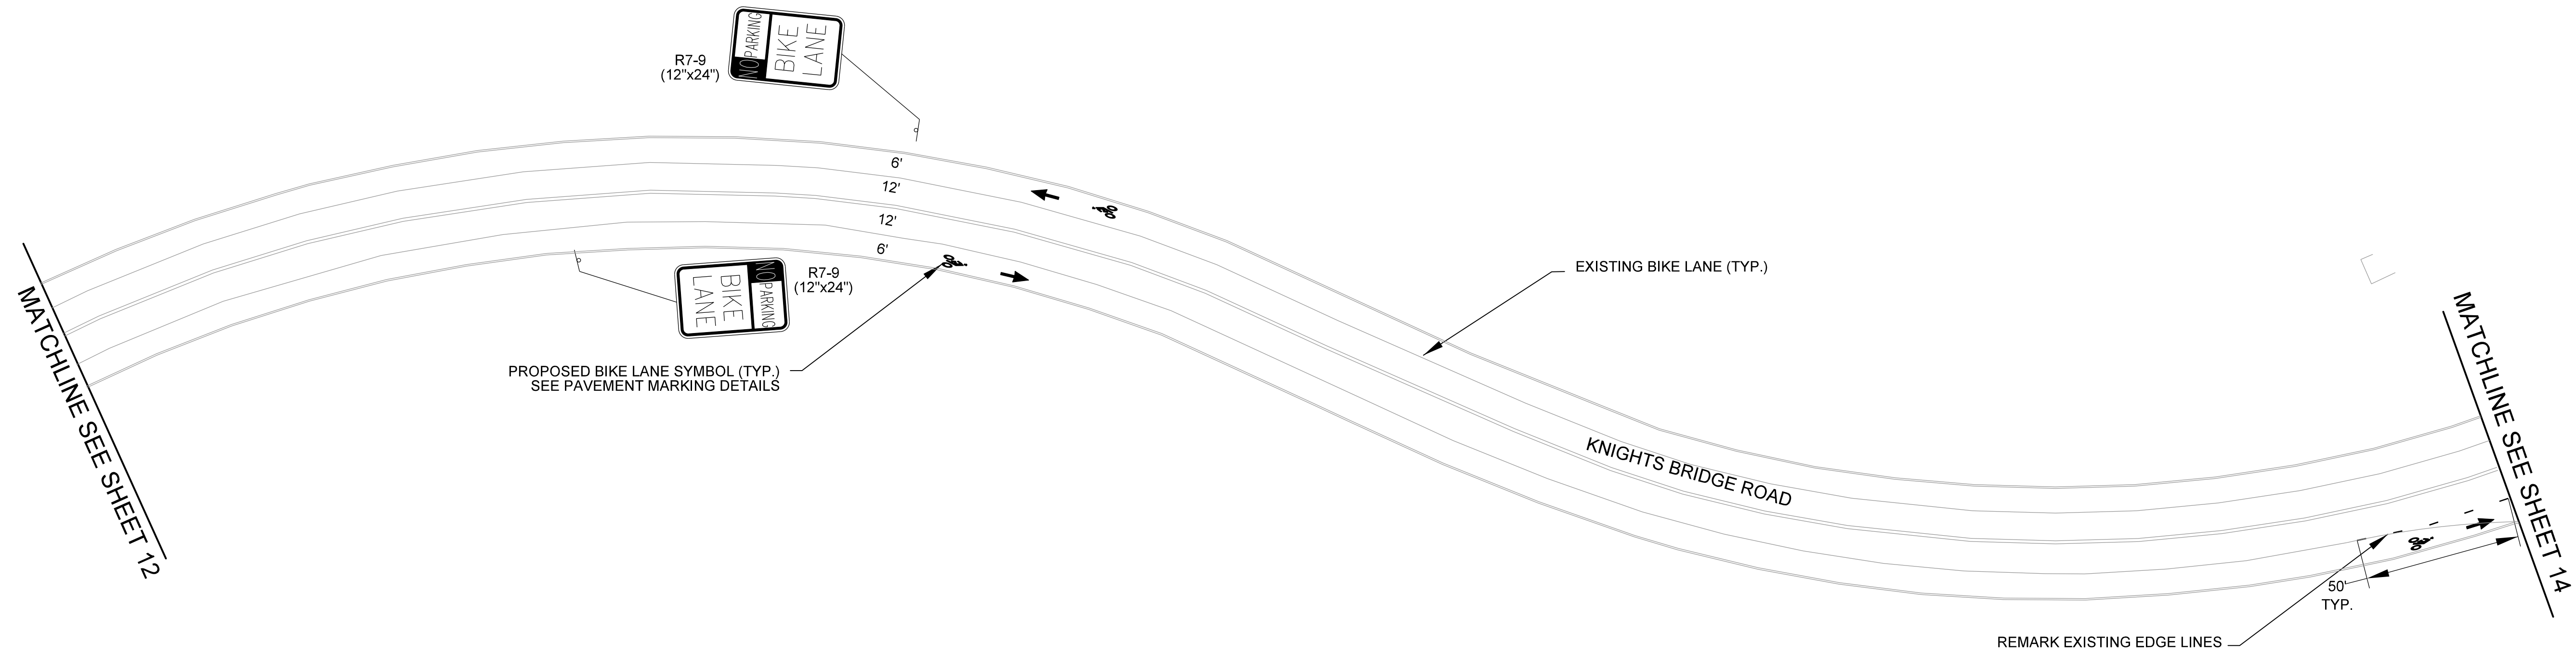 NO PARKING
BIKE
LANE
R7-9
(12"x24")
6'
12'
12'
6'
NO PARKING
BIKE
LANE
R7-9
(12"x24")
PROPOSED BIKE LANE SYMBOL (TYP.)
SEE PAVEMENT MARKING DETAILS
EXISTING BIKE LANE (TYP.)
KNIGHTS BRIDGE ROAD
MATCHLINE SEE SHEET 12
MATCHLINE SEE SHEET 14
50'
TYP.
REMARK EXISTING EDGE LINES